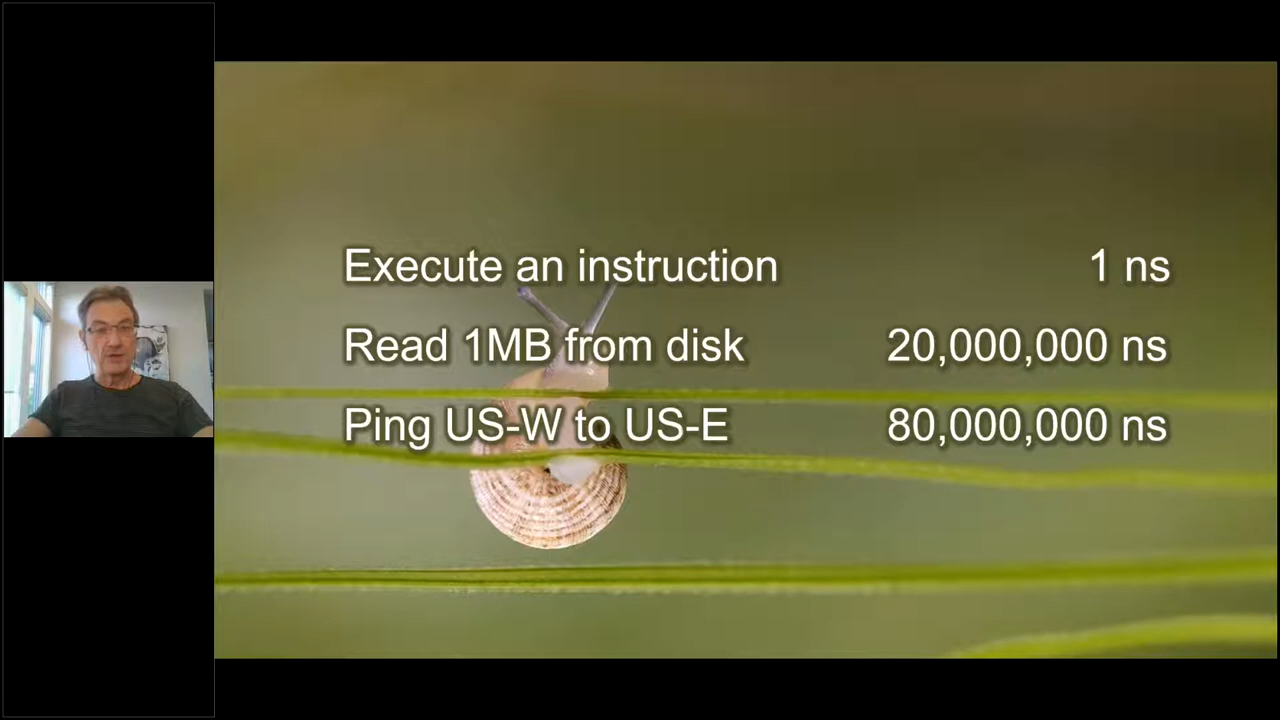 Execute an instruction 1 ns
Read 1MB from disk 20,000,000 ns
Ping US-W to US-E 80,000,000 ns